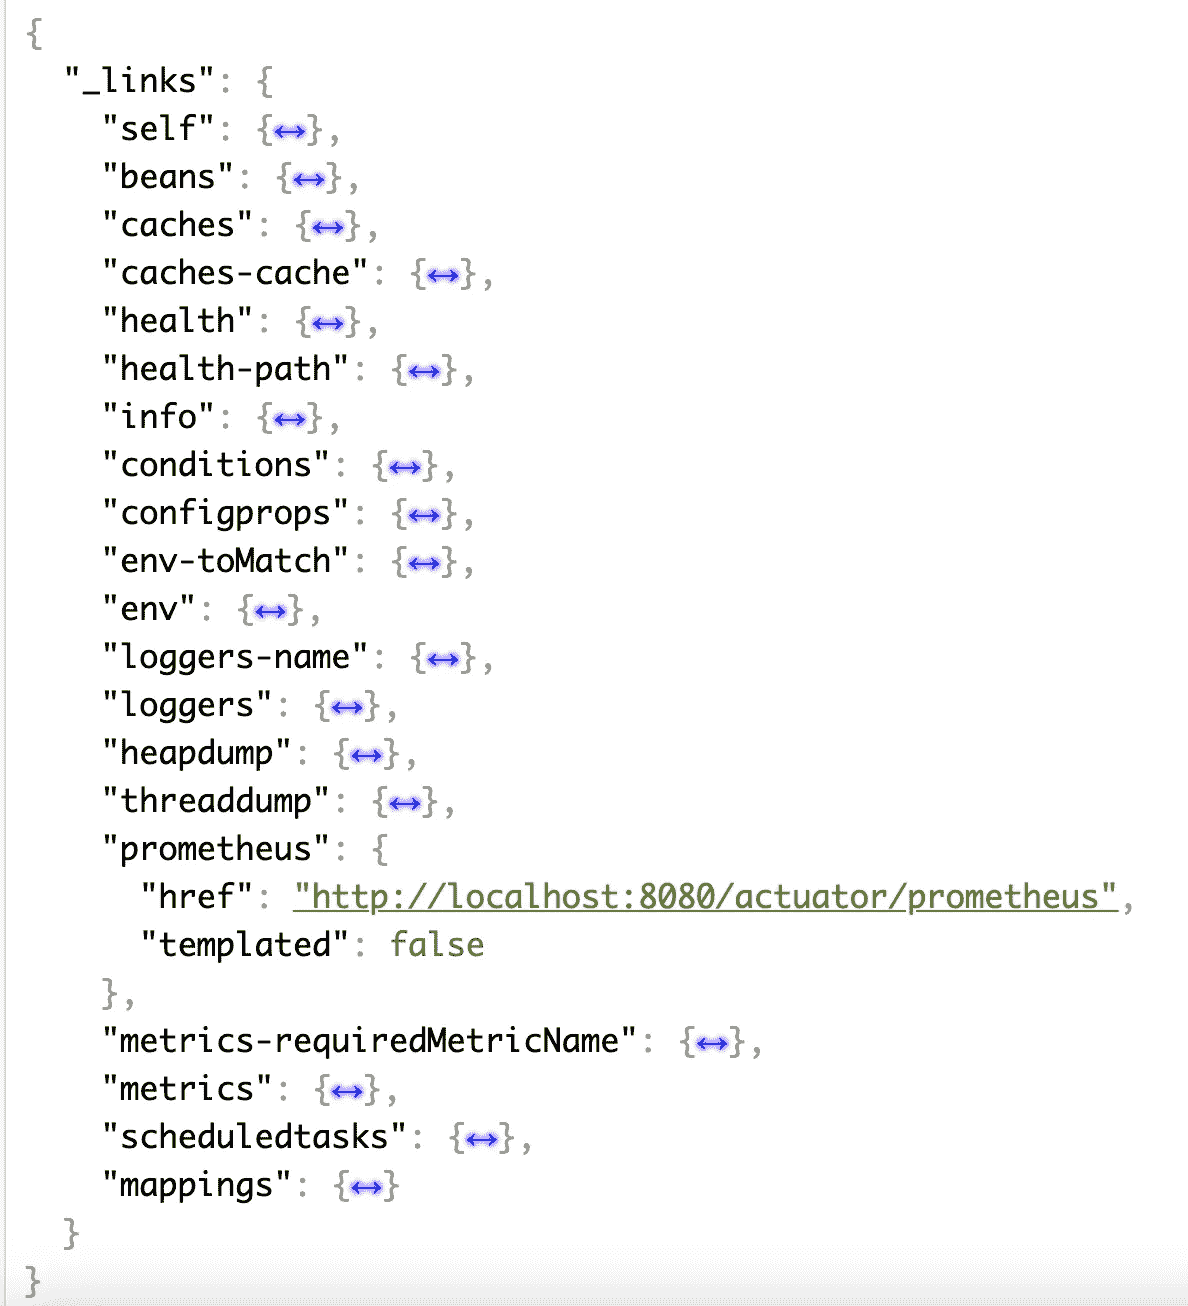 {
"_links": {
"self": {↔},
"beans": {↔},
"caches": {↔},
"caches-cache": {↔},
"health": {↔},
"health-path": {↔},
"info": {↔},
"conditions": {↔},
"configprops": {↔},
"env-toMatch": {↔},
"env": {↔},
"loggers-name": {↔},
"loggers": {↔},
"heapdump": {↔},
"threaddump": {↔},
"prometheus": {
"href": "http://localhost:8080/actuator/prometheus",
"templated": false
},
"metrics-requiredMetricName": {↔},
"metrics": {↔},
"scheduledtasks": {↔},
"mappings": {↔}
}
}